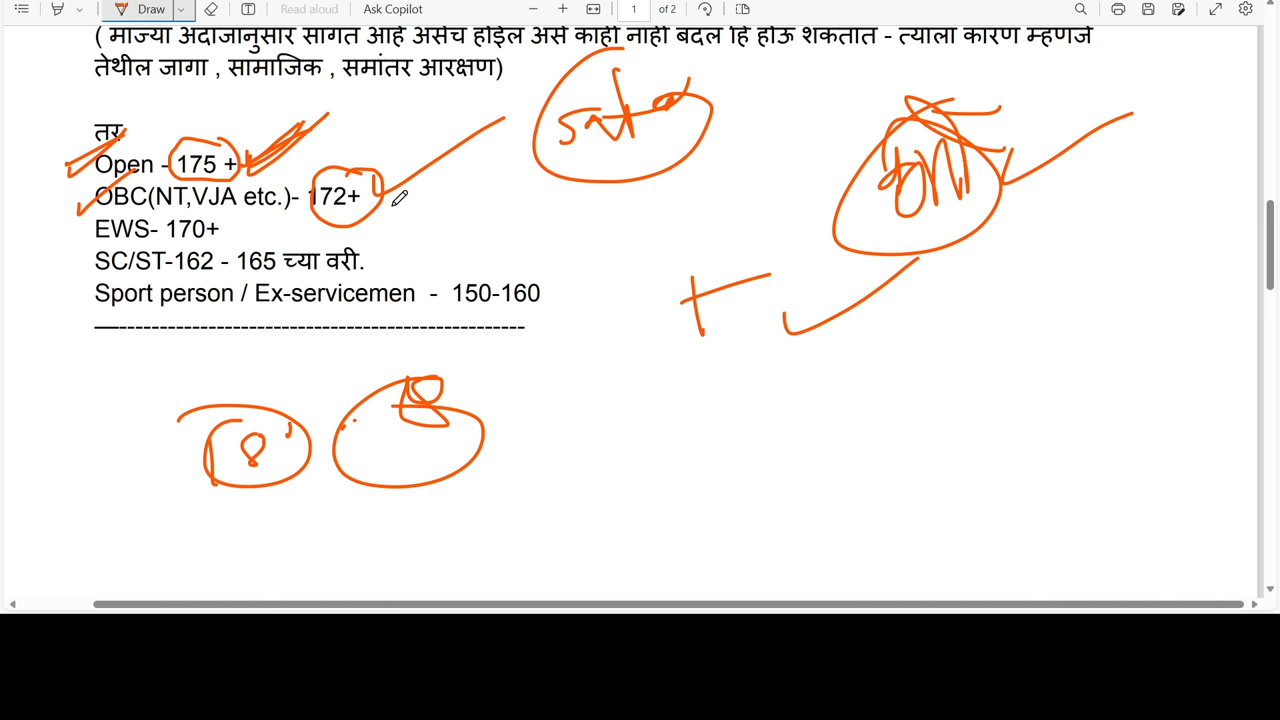 Draw
Read aloud
Ask Copilot
1
of 2
( माज्या अंदाजानुसार सांगत आहे असेच होईल असे काही नाही बदल हि होऊ शकतात - त्याला कारण म्हणजे
तेथील जागा , सामाजिक , समांतर आरक्षण)
तर
Open - 175 +
OBC(NT,VJA etc.)- 172+
EWS- 170+
SC/ST-162 - 165 च्या वरी.
Sport person / Ex-servicemen - 150-160
—-------------------------------------------------